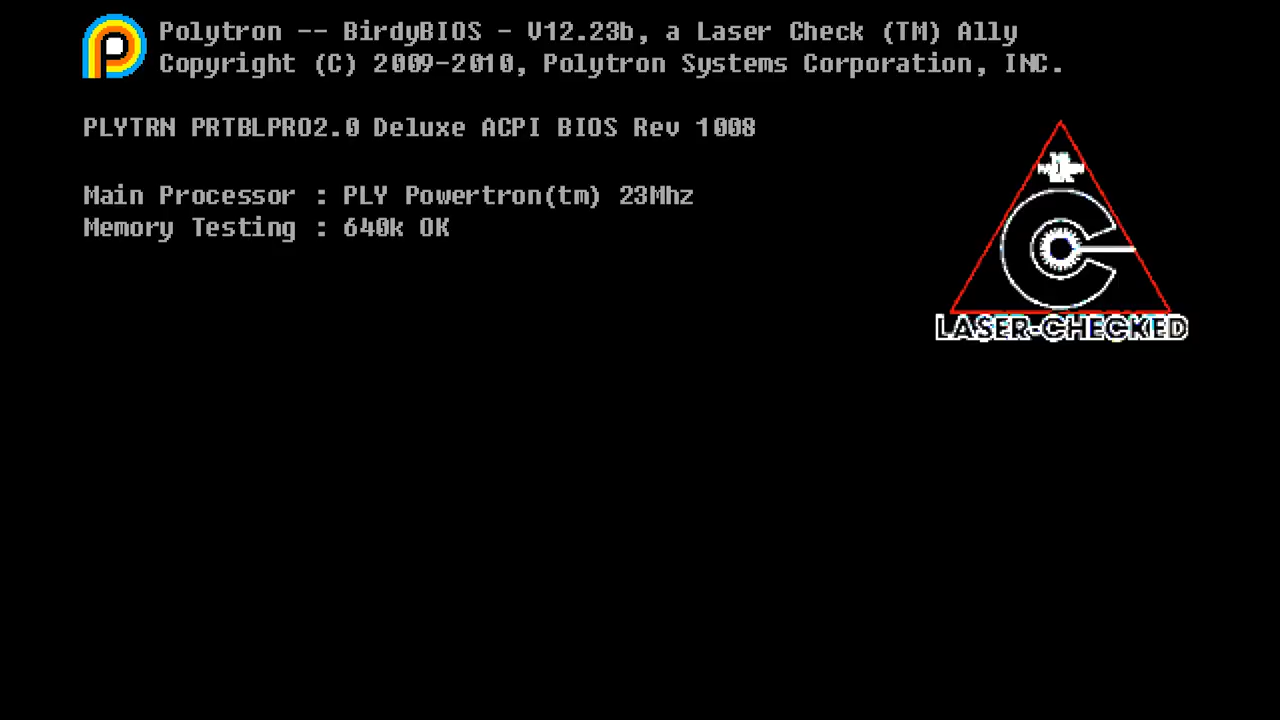 Polytron -- BirdyBIOS - V12.23b, a Laser Check (TM) Ally
Copyright (C) 2009-2010, Polytron Systems Corporation, INC.
PLYTRN PRTBLPRO2.0 Deluxe ACPI BIOS Rev 1008
Main Processor : PLY Powertron(tm) 23Mhz
Memory Testing : 640k OK
LASER-CHECKED